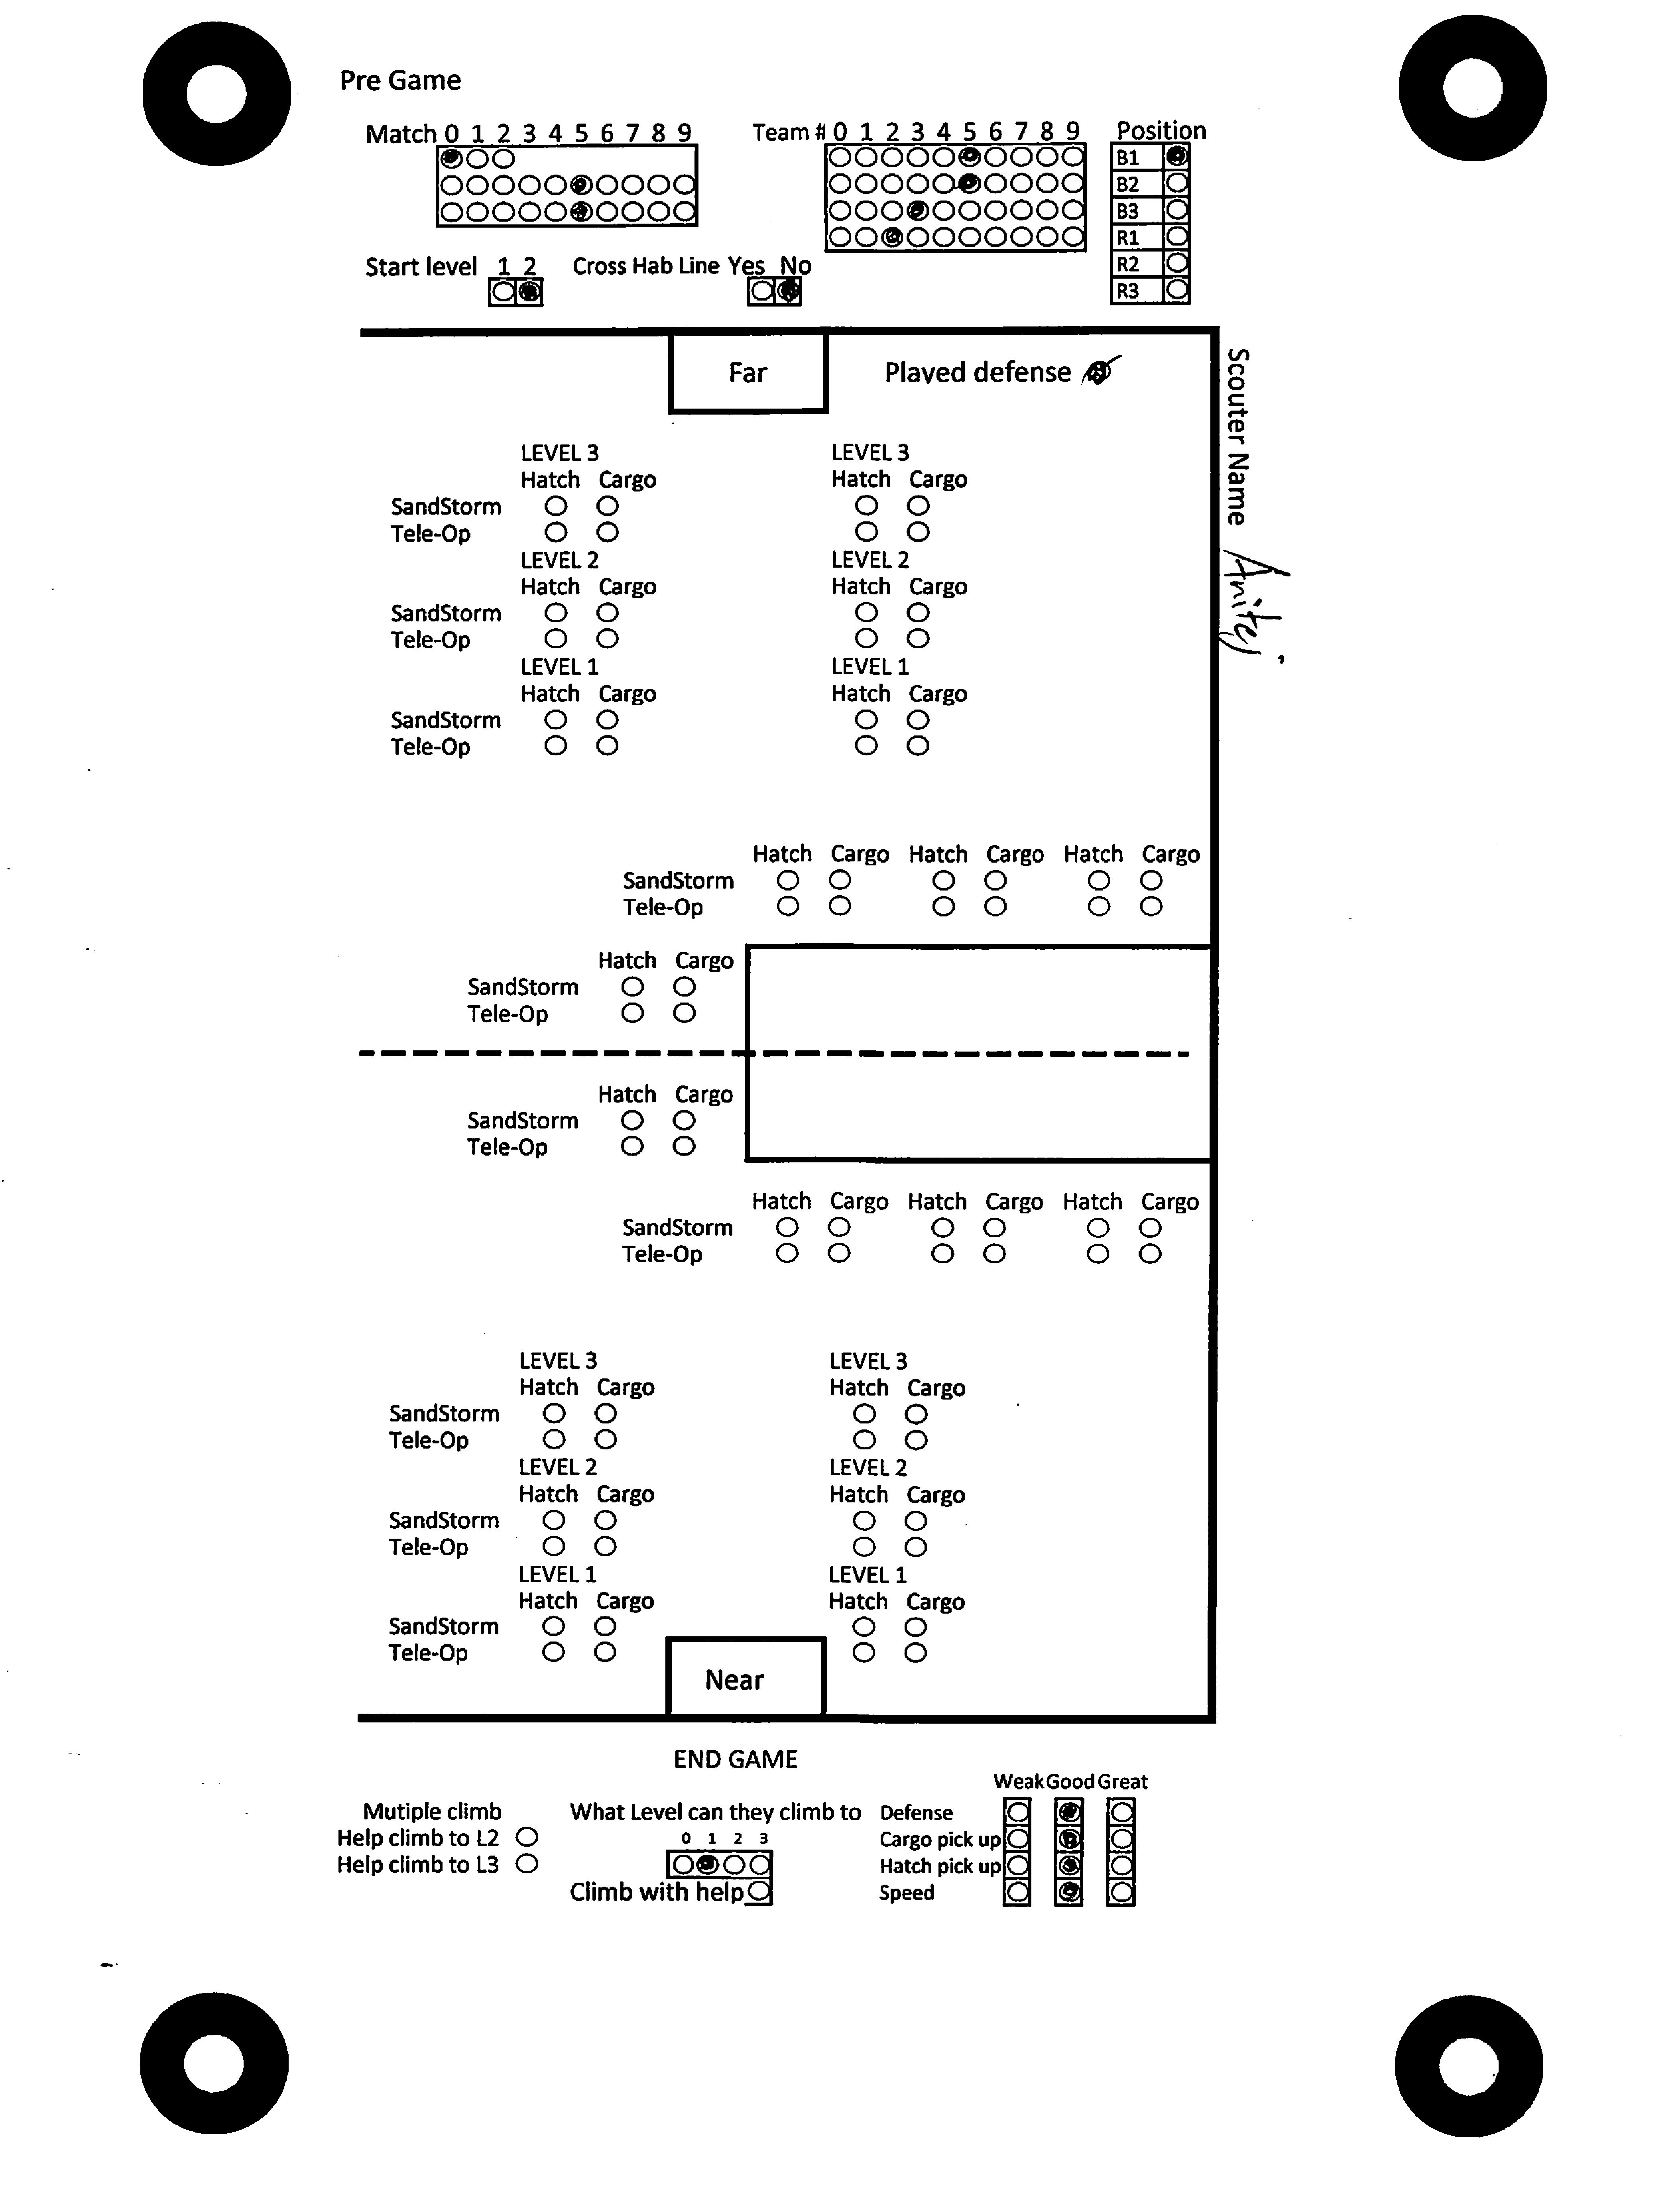 Pre Game
Match 0 1 2 3 4 5 6 7 8 9
Team # 0 1 2 3 4 5 6 7 8 9
Position
B1
B2
B3
R1
R2
R3
Start level 1 2
Cross Hab Line Yes No
Far
Played defense
Scouter Name Anitej
LEVEL 3 LEVEL 3
Hatch Cargo Hatch Cargo
SandStorm
Tele-Op
LEVEL 2 LEVEL 2
Hatch Cargo Hatch Cargo
SandStorm
Tele-Op
LEVEL 1 LEVEL 1
Hatch Cargo Hatch Cargo
SandStorm
Tele-Op
Hatch Cargo Hatch Cargo Hatch Cargo
SandStorm
Tele-Op
Hatch Cargo
SandStorm
Tele-Op
Hatch Cargo
SandStorm
Tele-Op
Hatch Cargo Hatch Cargo Hatch Cargo
SandStorm
Tele-Op
LEVEL 3 LEVEL 3
Hatch Cargo Hatch Cargo
SandStorm
Tele-Op
LEVEL 2 LEVEL 2
Hatch Cargo Hatch Cargo
SandStorm
Tele-Op
LEVEL 1 LEVEL 1
Hatch Cargo Hatch Cargo
SandStorm
Tele-Op
Near
END GAME
Mutiple climb
Help climb to L2
Help climb to L3
What Level can they climb to
0 1 2 3
Climb with help
Weak Good Great
Defense
Cargo pick up
Hatch pick up
Speed